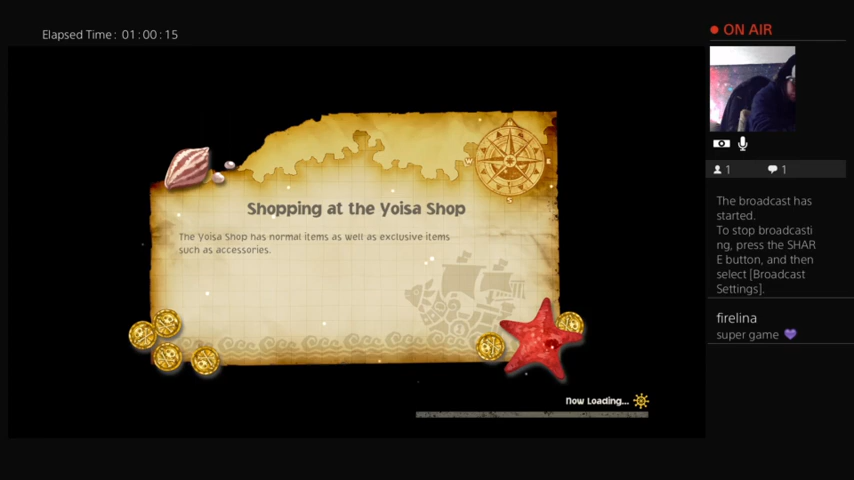 Elapsed Time: 01:00:15
ON AIR
1
1
Shopping at the Yoisa Shop
The Yoisa Shop has normal items as well as exclusive items
such as accessories.
N
W
E
S
Now Loading...
The broadcast has
started.
To stop broadcasti
ng, press the SHAR
E button, and then
select [Broadcast
Settings].
firelina
super game 💜